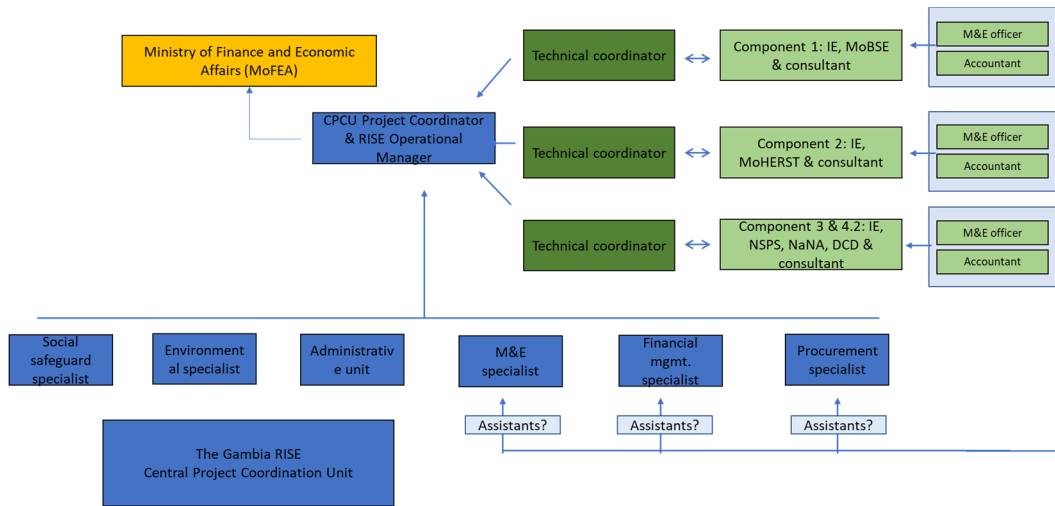 Ministry of Finance and Economic
Affairs (MoFEA)
CPCU Project Coordinator
& RISE Operational
Manager
Technical coordinator
Component 1: IE, MoBSE
& consultant
M&E officer
Accountant
Technical coordinator
Component 2: IE,
MoHERST & consultant
M&E officer
Accountant
Technical coordinator
Component 3 & 4.2: IE,
NSPS, NaNA, DCD &
consultant
M&E officer
Accountant
Social
safeguard
specialist
Environment
al specialist
Administrativ
e unit
M&E
specialist
Financial
mgmt.
specialist
Procurement
specialist
Assistants?
Assistants?
Assistants?
The Gambia RISE
Central Project Coordination Unit